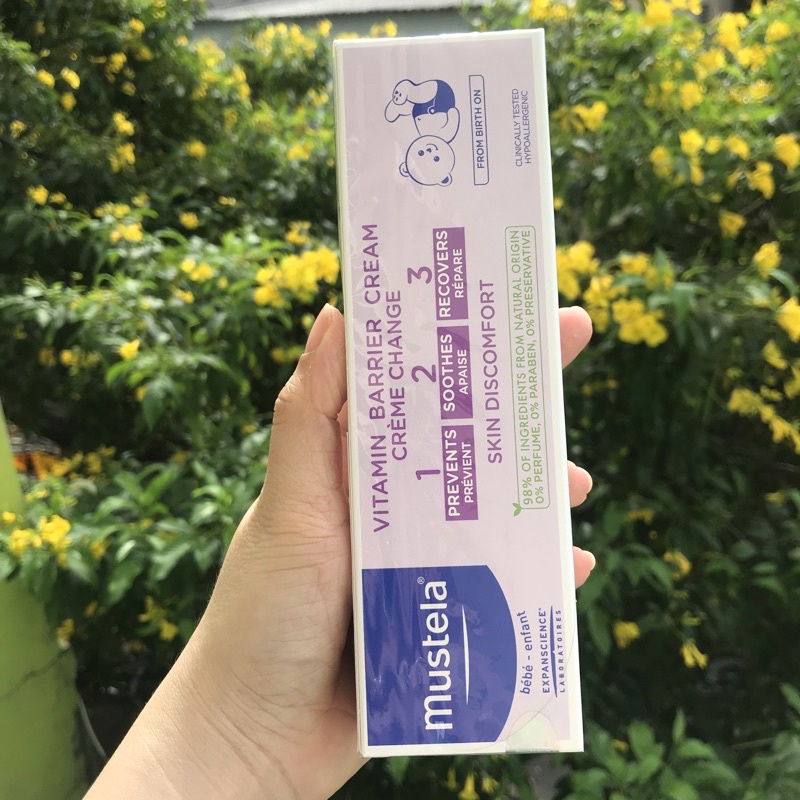 mustela®
bébé - enfant
EXPANSCIENCE®
LABORATOIRES
VITAMIN BARRIER CREAM
CRÈME CHANGE
1 2 3
PREVENTS SOOTHES RECOVERS
PRÉVIENT APAISE RÉPARE
SKIN DISCOMFORT
98% OF INGREDIENTS FROM NATURAL ORIGIN
0% PERFUME, 0% PARABEN, 0% PRESERVATIVE
FROM BIRTH ON
CLINICALLY TESTED
HYPOALLERGENIC